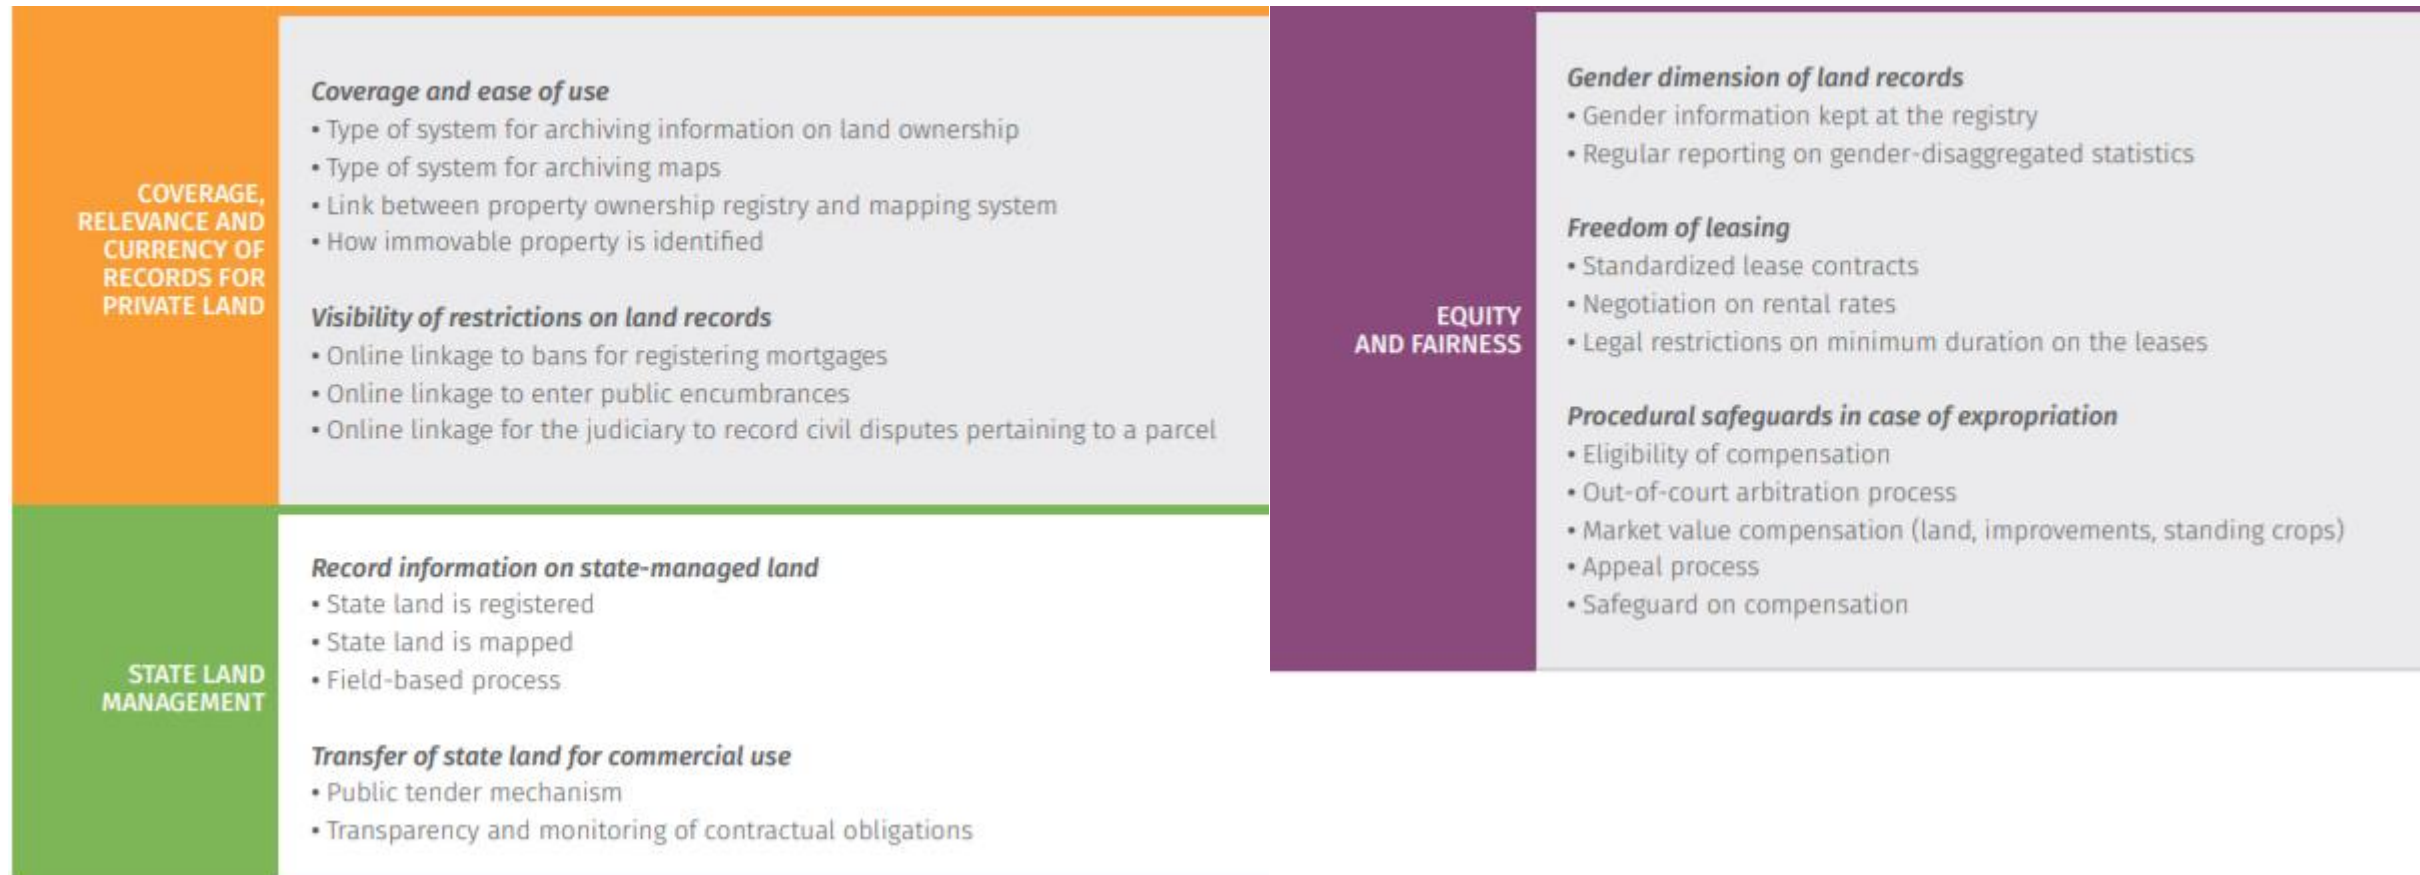 COVERAGE,
RELEVANCE AND
CURRENCY OF
RECORDS FOR
PRIVATE LAND
Coverage and ease of use
• Type of system for archiving information on land ownership
• Type of system for archiving maps
• Link between property ownership registry and mapping system
• How immovable property is identified
Visibility of restrictions on land records
• Online linkage to bans for registering mortgages
• Online linkage to enter public encumbrances
• Online linkage for the judiciary to record civil disputes pertaining to a parcel
STATE LAND
MANAGEMENT
Record information on state-managed land
• State land is registered
• State land is mapped
• Field-based process
Transfer of state land for commercial use
• Public tender mechanism
• Transparency and monitoring of contractual obligations
EQUITY
AND FAIRNESS
Gender dimension of land records
• Gender information kept at the registry
• Regular reporting on gender-disaggregated statistics
Freedom of leasing
• Standardized lease contracts
• Negotiation on rental rates
• Legal restrictions on minimum duration on the leases
Procedural safeguards in case of expropriation
• Eligibility of compensation
• Out-of-court arbitration process
• Market value compensation (land, improvements, standing crops)
• Appeal process
• Safeguard on compensation